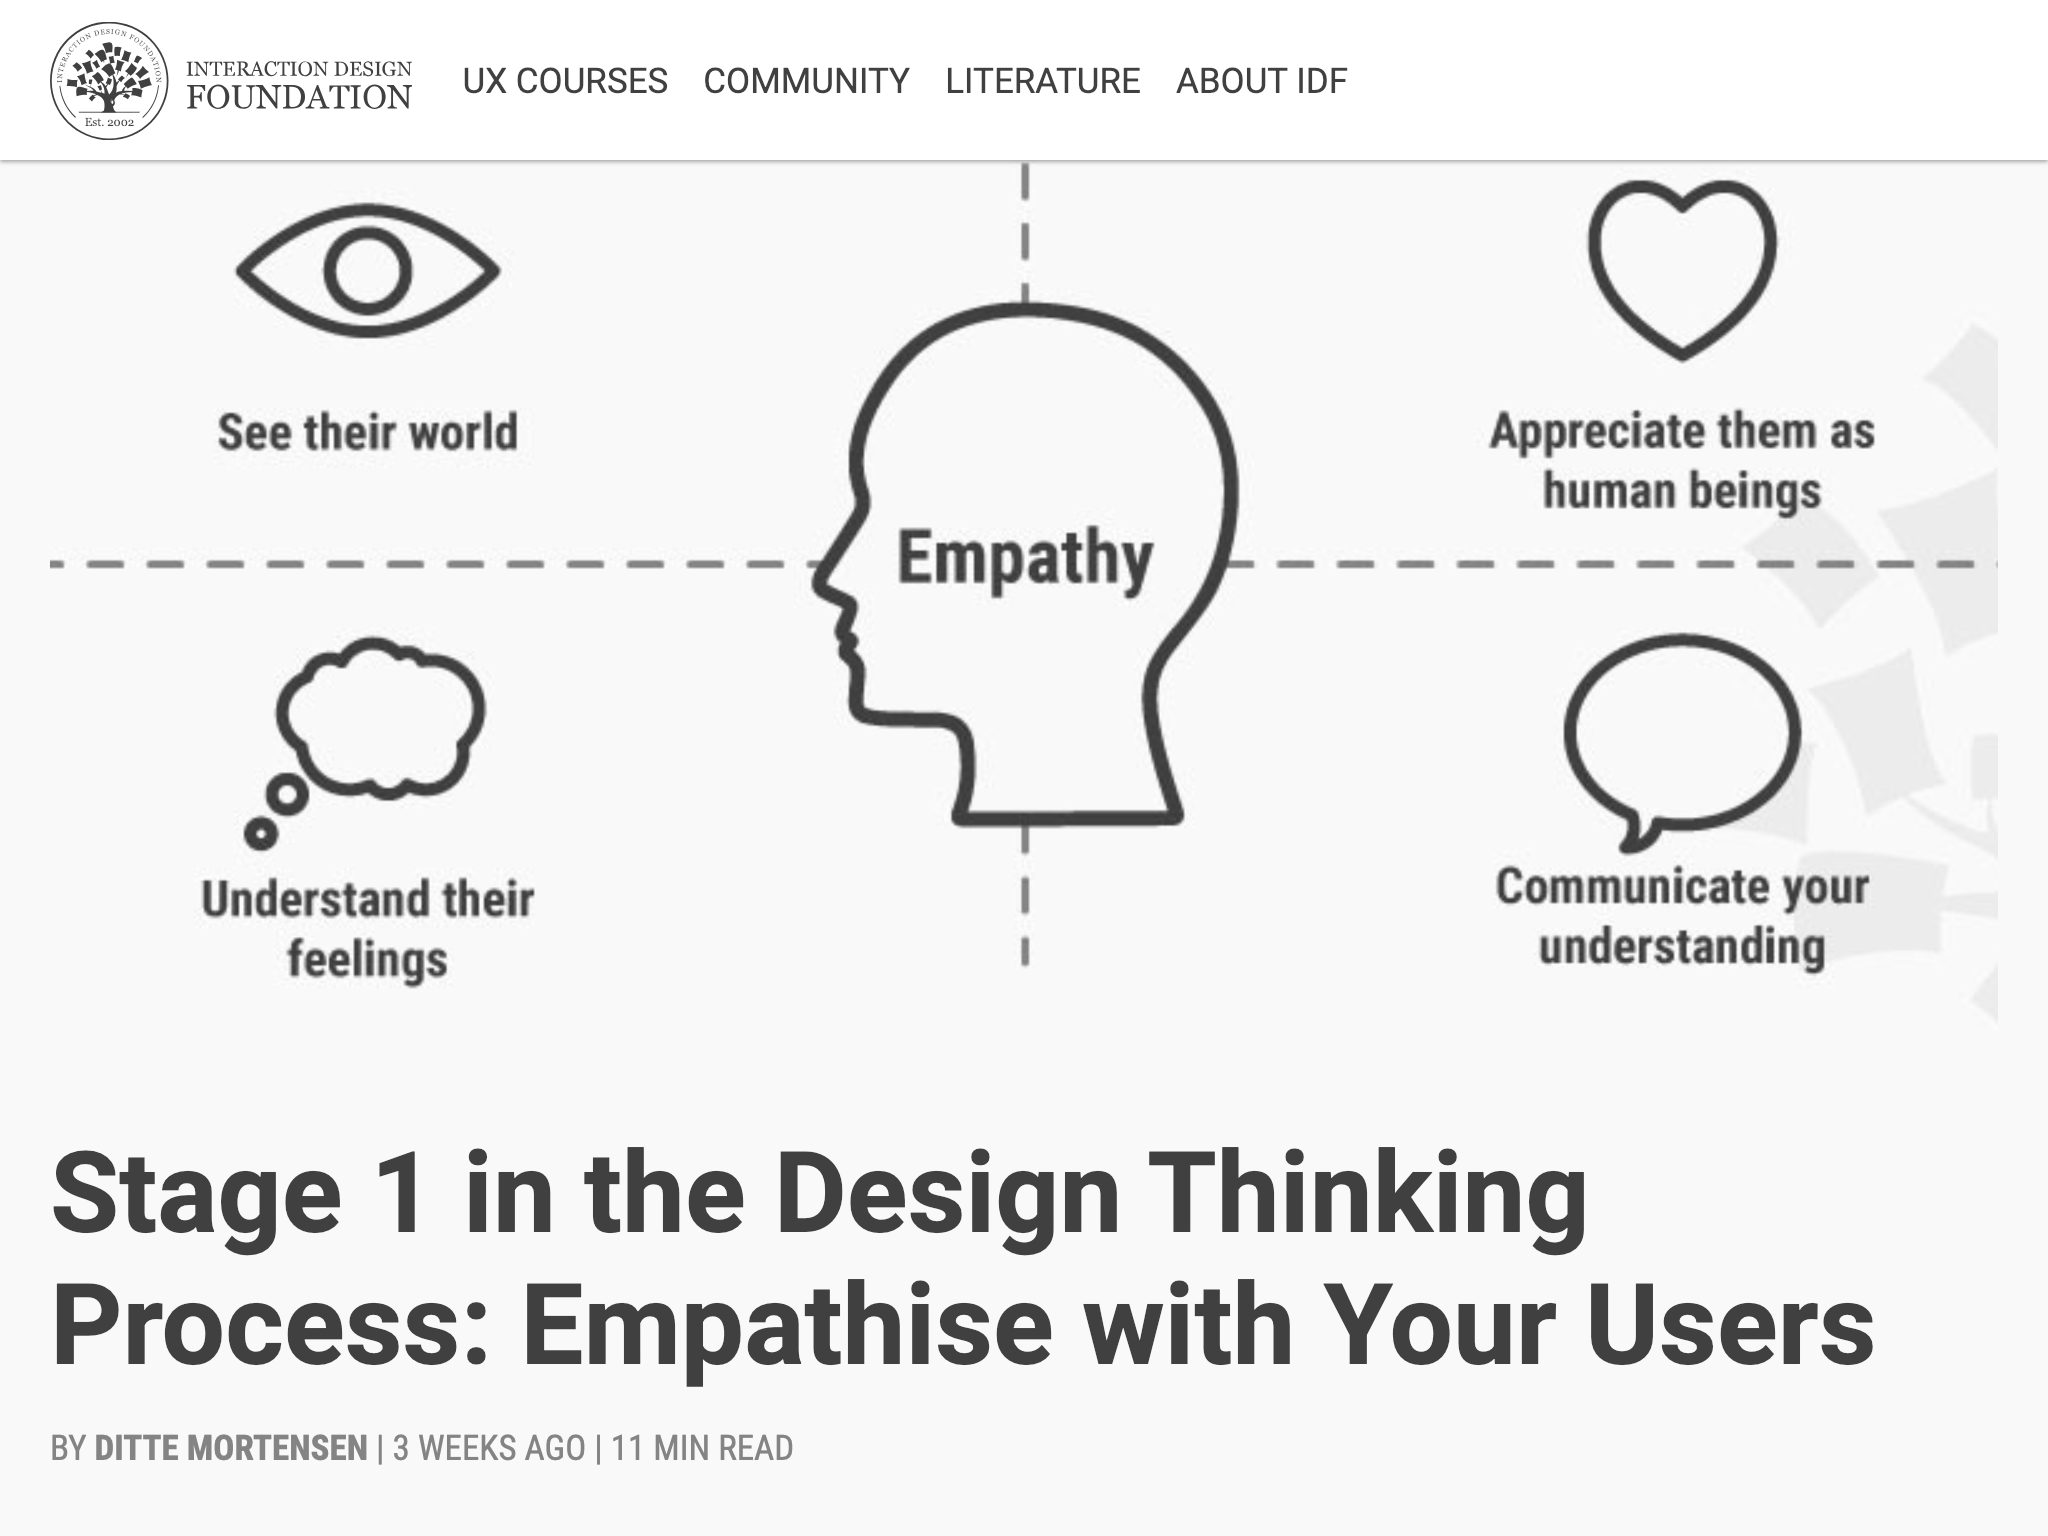 INTERACTION DESIGN FOUNDATION
Est. 2002
INTERACTION DESIGN
FOUNDATION
UX COURSES COMMUNITY LITERATURE ABOUT IDF
See their world
Appreciate them as
human beings
Empathy
Understand their
feelings
Communicate your
understanding
Stage 1 in the Design Thinking
Process: Empathise with Your Users
BY DITTE MORTENSEN | 3 WEEKS AGO | 11 MIN READ